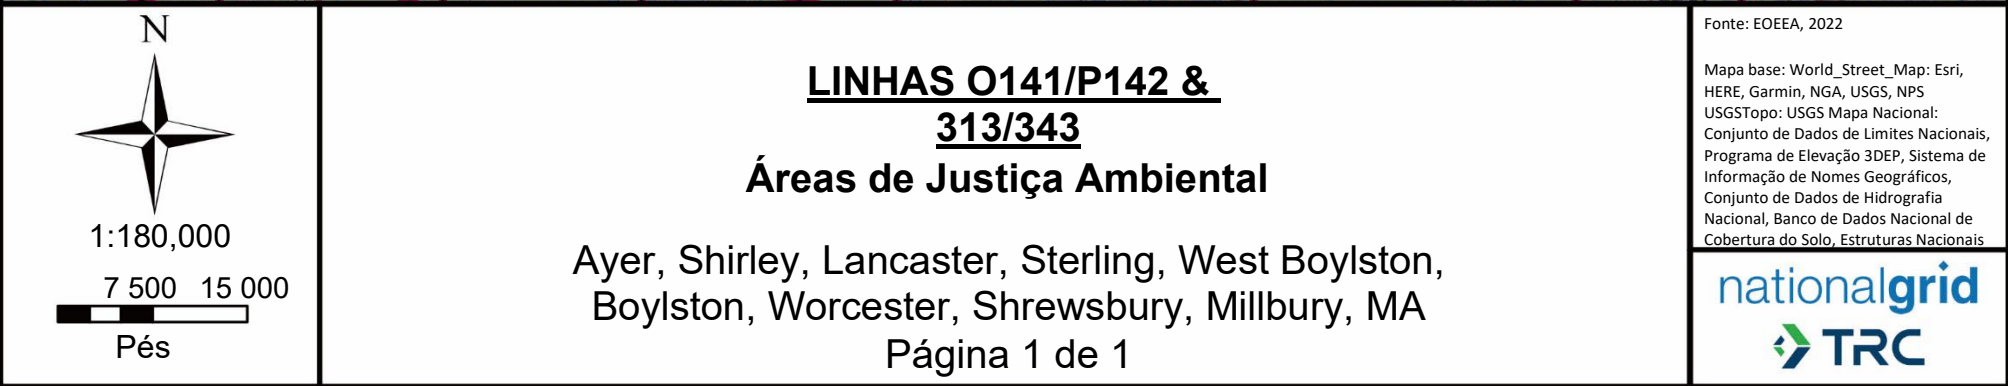 N
1:180,000
7 500 15 000
Pés
LINHAS O141/P142 &
313/343
Áreas de Justiça Ambiental
Ayer, Shirley, Lancaster, Sterling, West Boylston,
Boylston, Worcester, Shrewsbury, Millbury, MA
Página 1 de 1
Fonte: EOEEA, 2022
Mapa base: World_Street_Map: Esri,
HERE, Garmin, NGA, USGS, NPS
USGSTopo: USGS Mapa Nacional:
Conjunto de Dados de Limites Nacionais,
Programa de Elevação 3DEP, Sistema de
Informação de Nomes Geográficos,
Conjunto de Dados de Hidrografia
Nacional, Banco de Dados Nacional de
Cobertura do Solo, Estruturas Nacionais
nationalgrid
TRC